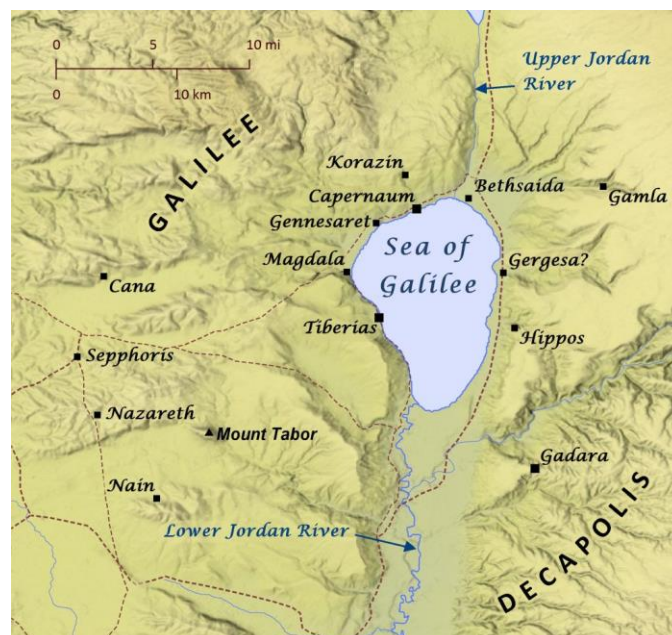 0 5 10 mi
0 10 km
Upper Jordan
River
GALILEE
Korazin
Capernaum
Bethsaida
Gamla
Gennesaret
Magdala
Sea of
Galilee
Gergesa?
Cana
Tiberias
Hippos
Sepphoris
Nazareth
Mount Tabor
Gadara
Nain
Lower Jordan River
DECAPOLIS